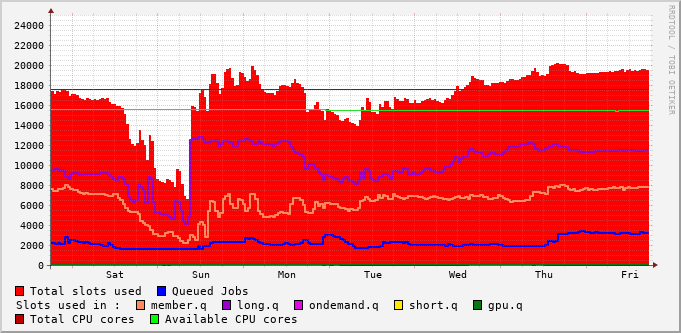 24000
22000
20000
18000
16000
14000
12000
10000
8000
6000
4000
2000
0
Sat Sun Mon Tue Wed Thu Fri
RRDTOOL / TOBI OETIKER
Total slots used Queued Jobs
Slots used in : member.q long.q ondemand.q short.q gpu.q
Total CPU cores Available CPU cores